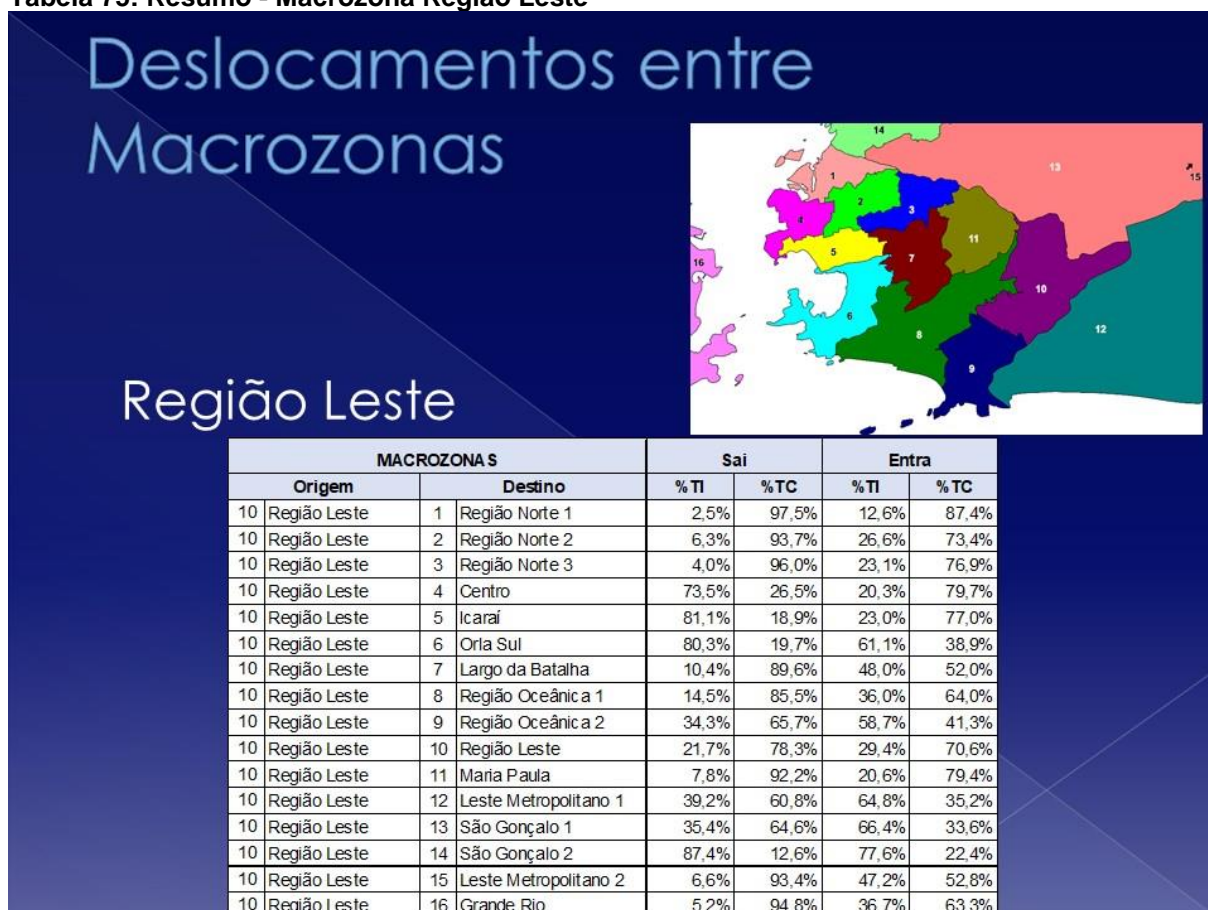 Tabela 75: Resumo - Macrozona Região Leste
Deslocamentos entre
Macrozonas
14
13
15
1
2
3
4
11
5
7
16
10
6
12
8
9
Região Leste
MACROZONAS Sai Entra
Origem Destino %TI %TC %TI %TC
10 Região Leste 1 Região Norte 1 2,5% 97,5% 12,6% 87,4%
10 Região Leste 2 Região Norte 2 6,3% 93,7% 26,6% 73,4%
10 Região Leste 3 Região Norte 3 4,0% 96,0% 23,1% 76,9%
10 Região Leste 4 Centro 73,5% 26,5% 20,3% 79,7%
10 Região Leste 5 Icaraí 81,1% 18,9% 23,0% 77,0%
10 Região Leste 6 Orla Sul 80,3% 19,7% 61,1% 38,9%
10 Região Leste 7 Largo da Batalha 10,4% 89,6% 48,0% 52,0%
10 Região Leste 8 Região Oceânica 1 14,5% 85,5% 36,0% 64,0%
10 Região Leste 9 Região Oceânica 2 34,3% 65,7% 58,7% 41,3%
10 Região Leste 10 Região Leste 21,7% 78,3% 29,4% 70,6%
10 Região Leste 11 Maria Paula 7,8% 92,2% 20,6% 79,4%
10 Região Leste 12 Leste Metropolitano 1 39,2% 60,8% 64,8% 35,2%
10 Região Leste 13 São Gonçalo 1 35,4% 64,6% 66,4% 33,6%
10 Região Leste 14 São Gonçalo 2 87,4% 12,6% 77,6% 22,4%
10 Região Leste 15 Leste Metropolitano 2 6,6% 93,4% 47,2% 52,8%
10 Região Leste 16 Grande Rio 5,2% 94,8% 36,7% 63,3%